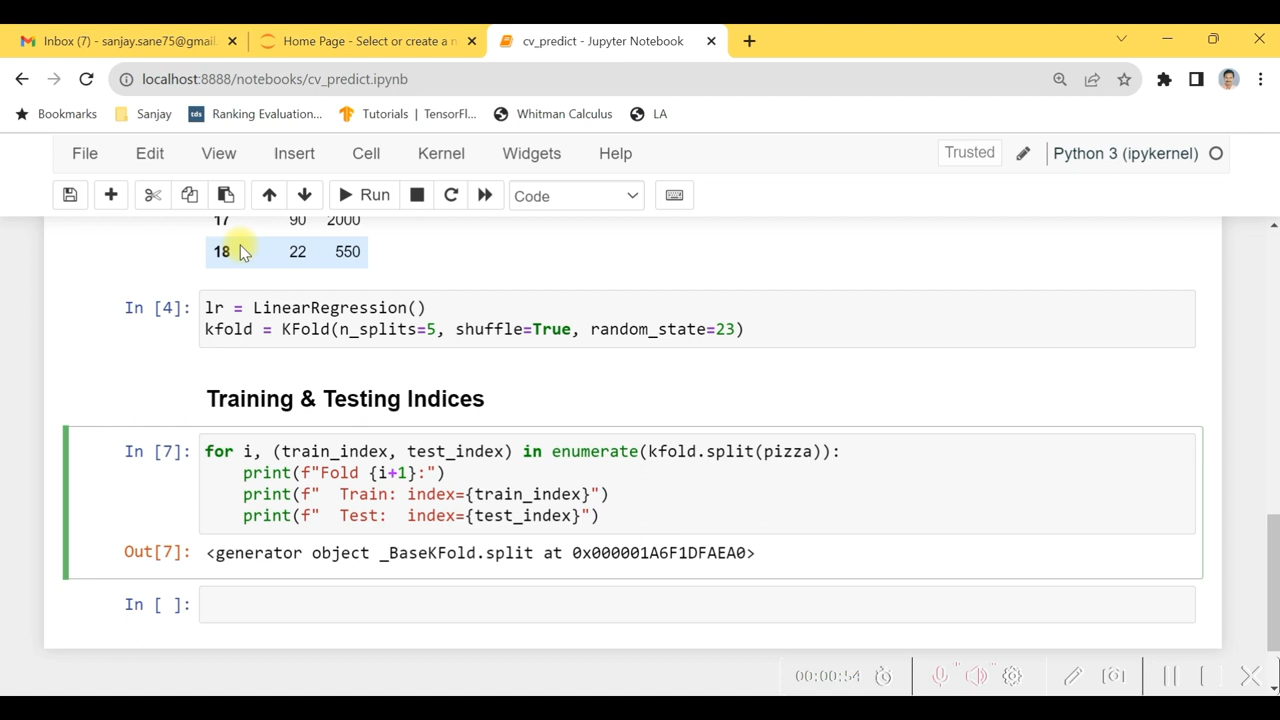 Inbox (7) - sanjay.sane75@gmail.
Home Page - Select or create a n
cv_predict - Jupyter Notebook
localhost:8888/notebooks/cv_predict.ipynb
Bookmarks Sanjay tds Ranking Evaluation... Tutorials | TensorFl... Whitman Calculus LA
File Edit View Insert Cell Kernel Widgets Help Trusted Python 3 (ipykernel)
Run Code
17 90 2000
18 22 550
In [4]: lr = LinearRegression()
kfold = KFold(n_splits=5, shuffle=True, random_state=23)
Training & Testing Indices
In [7]: for i, (train_index, test_index) in enumerate(kfold.split(pizza)):
print(f"Fold {i+1}:")
print(f"  Train: index={train_index}")
print(f"  Test:  index={test_index}")
Out[7]: <generator object _BaseKFold.split at 0x000001A6F1DFAEA0>
In [ ]:
00:00:54